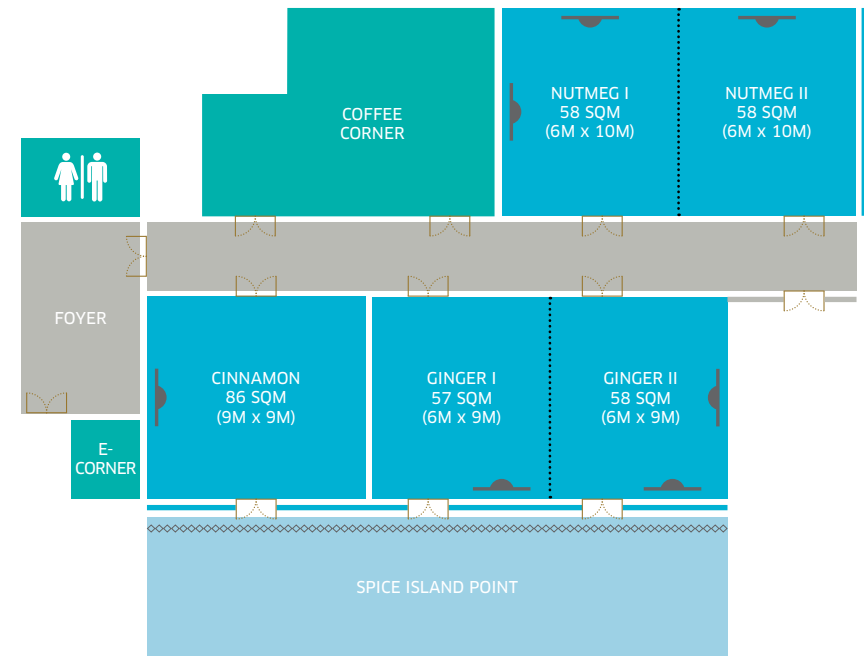 COFFEE
CORNER
NUTMEG I
58 SQM
(6M x 10M)
NUTMEG II
58 SQM
(6M x 10M)
FOYER
CINNAMON
86 SQM
(9M x 9M)
GINGER I
57 SQM
(6M x 9M)
GINGER II
58 SQM
(6M x 9M)
E-
CORNER
SPICE ISLAND POINT